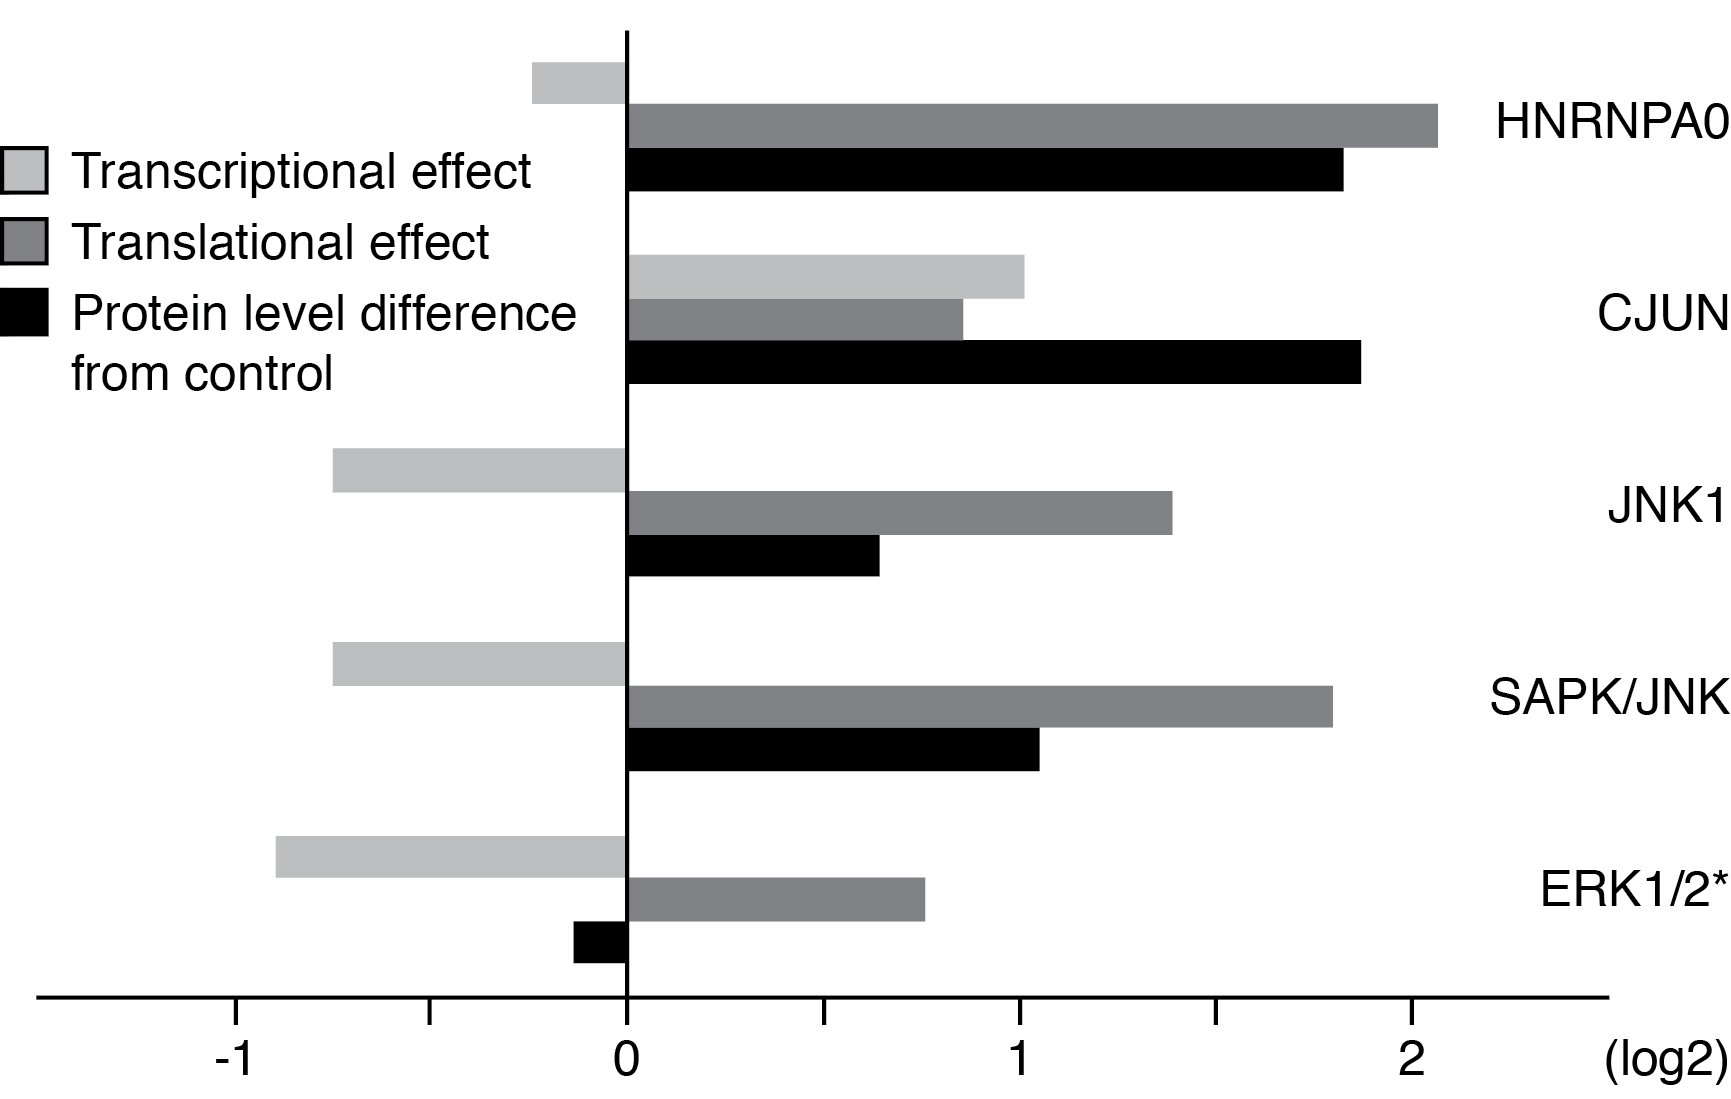 HNRNPA0
Transcriptional effect
Translational effect
Protein level difference
from control
CJUN
JNK1
SAPK/JNK
ERK1/2*
-1 0 1 2 (log2)